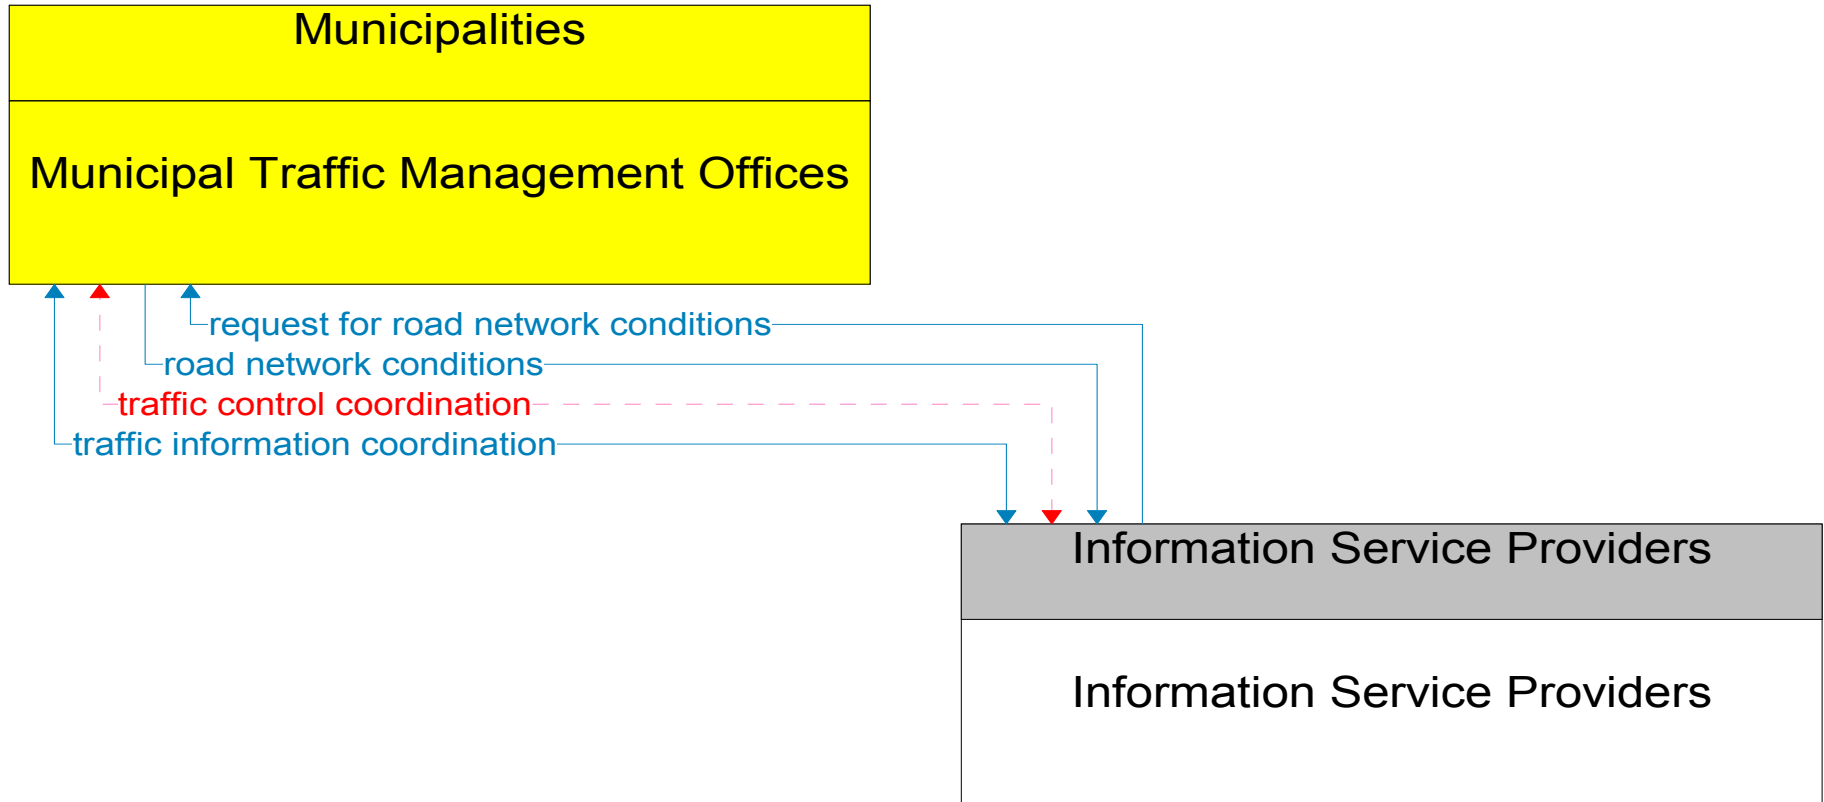 Municipalities
Municipal Traffic Management Offices
request for road network conditions
road network conditions
traffic control coordination
traffic information coordination
Information Service Providers
Information Service Providers